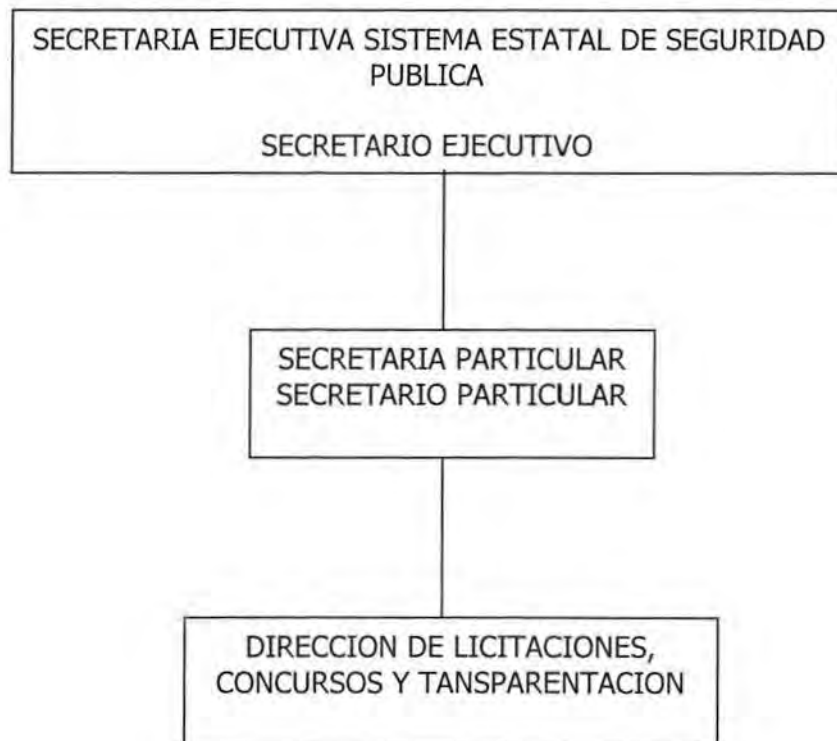 SECRETARIA EJECUTIVA SISTEMA ESTATAL DE SEGURIDAD
PUBLICA
SECRETARIO EJECUTIVO
SECRETARIA PARTICULAR
SECRETARIO PARTICULAR
DIRECCION DE LICITACIONES,
CONCURSOS Y TANSPARENTACION